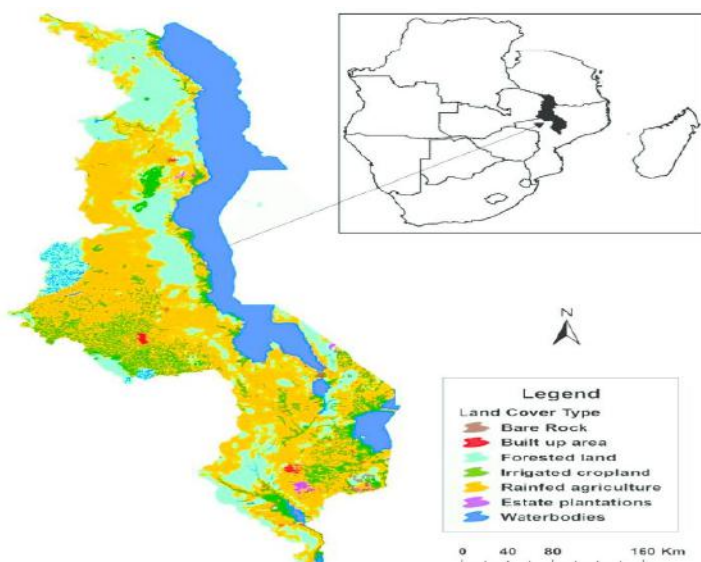 N
Legend
Land Cover Type
Bare Rock
Built up area
Forested land
Irrigated cropland
Rainfed agriculture
Estate plantations
Waterbodies
0 40 80 160 Km